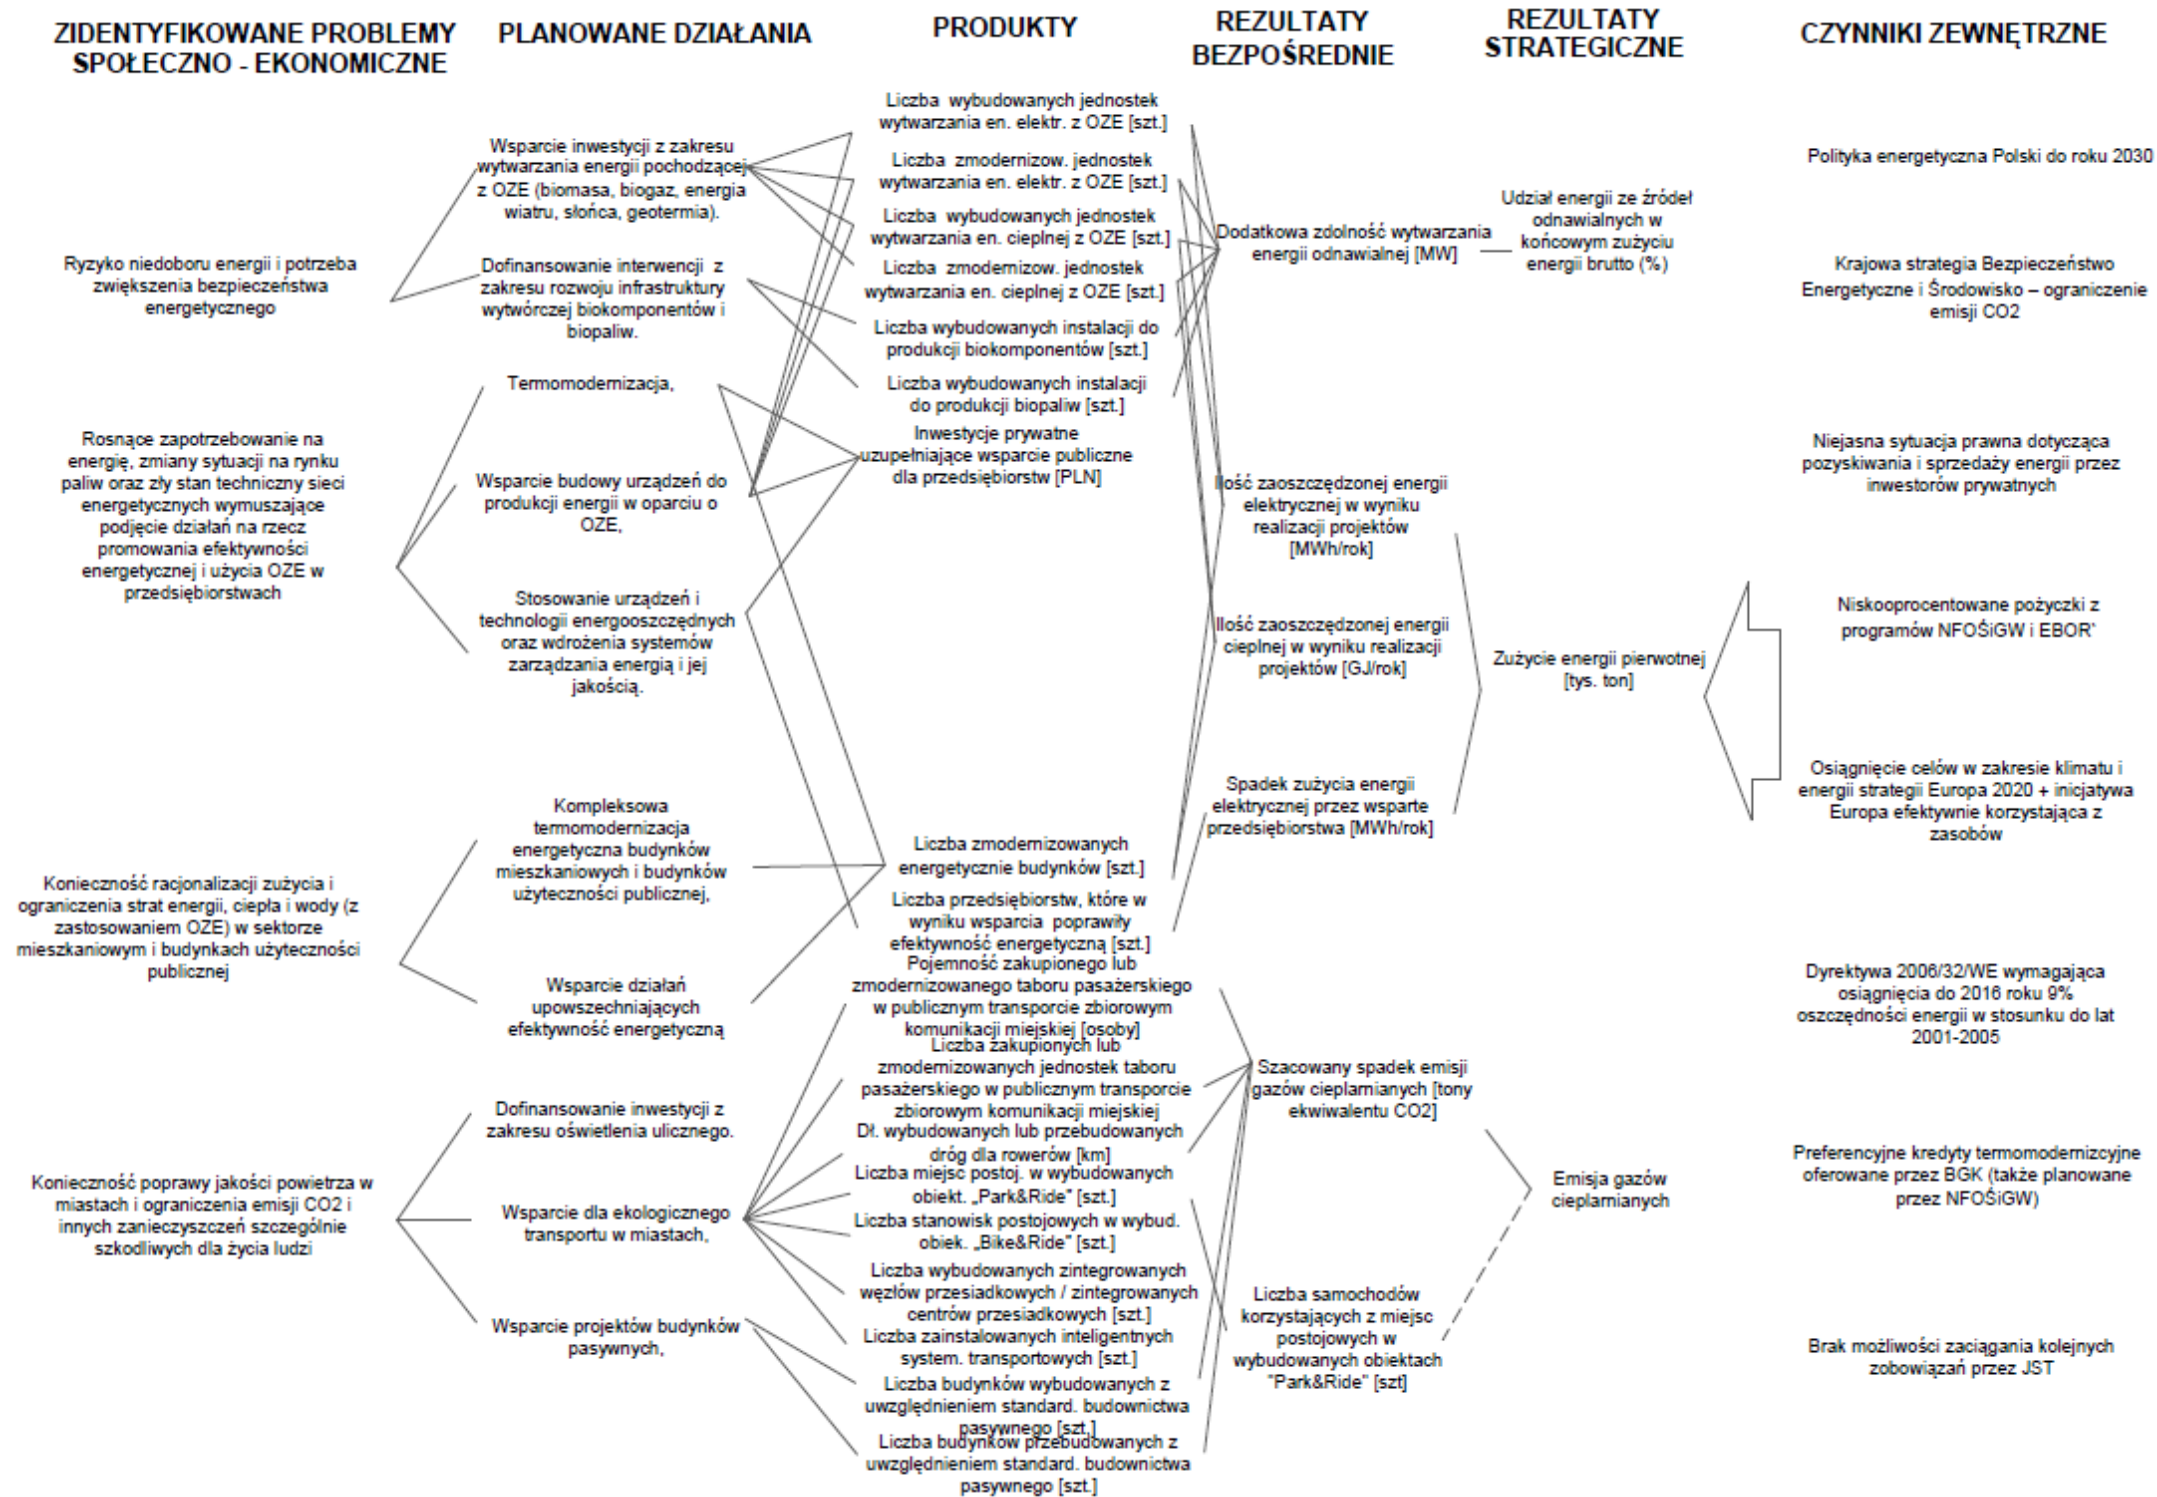 ZIDENTYFIKOWANE PROBLEMY
SPOŁECZNO - EKONOMICZNE
PLANOWANE DZIAŁANIA
PRODUKTY
REZULTATY
BEZPOŚREDNIE
REZULTATY
STRATEGICZNE
CZYNNIKI ZEWNĘTRZNE
Ryzyko niedoboru energii i potrzeba
zwiększenia bezpieczeństwa
energetycznego
Rosnące zapotrzebowanie na
energię, zmiany sytuacji na rynku
paliw oraz zły stan techniczny sieci
energetycznych wymuszające
podjęcie działań na rzecz
promowania efektywności
energetycznej i użycia OZE w
przedsiębiorstwach
Konieczność racjonalizacji zużycia i
ograniczenia strat energii, ciepła i wody (z
zastosowaniem OZE) w sektorze
mieszkaniowym i budynkach użyteczności
publicznej
Konieczność poprawy jakości powietrza w
miastach i ograniczenia emisji CO2 i
innych zanieczyszczeń szczególnie
szkodliwych dla życia ludzi
Wsparcie inwestycji z zakresu
wytwarzania energii pochodzącej
z OZE (biomasa, biogaz, energia
wiatru, słońca, geotermia).
Dofinansowanie interwencji z
zakresu rozwoju infrastruktury
wytwórczej biokomponentów i
biopaliw.
Termomodernizacja,
Wsparcie budowy urządzeń do
produkcji energii w oparciu o
OZE,
Stosowanie urządzeń i
technologii energooszczędnych
oraz wdrożenia systemów
zarządzania energią i jej
jakością.
Kompleksowa
termomodernizacja
energetyczna budynków
mieszkaniowych i budynków
użyteczności publicznej,
Wsparcie działań
upowszechniających
efektywność energetyczną
Dofinansowanie inwestycji z
zakresu oświetlenia ulicznego.
Wsparcie dla ekologicznego
transportu w miastach,
Wsparcie projektów budynków
pasywnych,
Liczba wybudowanych jednostek
wytwarzania en. elektr. z OZE [szt.]
Liczba zmodernizow. jednostek
wytwarzania en. elektr. z OZE [szt.]
Liczba wybudowanych jednostek
wytwarzania en. cieplnej z OZE [szt.]
Liczba zmodernizow. jednostek
wytwarzania en. cieplnej z OZE [szt.]
Liczba wybudowanych instalacji do
produkcji biokomponentów [szt.]
Liczba wybudowanych instalacji
do produkcji biopaliw [szt.]
Inwestycje prywatne
uzupełniające wsparcie publiczne
dla przedsiębiorstw [PLN]
Liczba zmodernizowanych
energetycznie budynków [szt.]
Liczba przedsiębiorstw, które w
wyniku wsparcia poprawiły
efektywność energetyczną [szt.]
Pojemność zakupionego lub
zmodernizowanego taboru pasażerskiego
w publicznym transporcie zbiorowym
komunikacji miejskiej [osoby]
Liczba zakupionych lub
zmodernizowanych jednostek taboru
pasażerskiego w publicznym transporcie
zbiorowym komunikacji miejskiej
Dł. wybudowanych lub przebudowanych
dróg dla rowerów [km]
Liczba miejsc postoj. w wybudowanych
obiekt. „Park&Ride" [szt.]
Liczba stanowisk postojowych w wybud.
obiek. „Bike&Ride" [szt.]
Liczba wybudowanych zintegrowanych
węzłów przesiadkowych / zintegrowanych
centrów przesiadkowych [szt.]
Liczba zainstalowanych inteligentnych
system. transportowych [szt.]
Liczba budynków wybudowanych z
uwzględnieniem standard. budownictwa
pasywnego [szt.]
Liczba budynków przebudowanych z
uwzględnieniem standard. budownictwa
pasywnego [szt.]
Dodatkowa zdolność wytwarzania
energii odnawialnej [MW]
Ilość zaoszczędzonej energii
elektrycznej w wyniku
realizacji projektów
[MWh/rok]
Ilość zaoszczędzonej energii
cieplnej w wyniku realizacji
projektów [GJ/rok]
Spadek zużycia energii
elektrycznej przez wsparte
przedsiębiorstwa [MWh/rok]
Szacowany spadek emisji
gazów cieplarnianych [tony
ekwiwalentu CO2]
Liczba samochodów
korzystających z miejsc
postojowych w
wybudowanych obiektach
"Park&Ride" [szt]
Udział energii ze źródeł
odnawialnych w
końcowym zużyciu
energii brutto (%)
Zużycie energii pierwotnej
[tys. ton]
Emisja gazów
cieplarnianych
Polityka energetyczna Polski do roku 2030
Krajowa strategia Bezpieczeństwo
Energetyczne i Środowisko – ograniczenie
emisji CO2
Niejasna sytuacja prawna dotycząca
pozyskiwania i sprzedaży energii przez
inwestorów prywatnych
Niskooprocentowane pożyczki z
programów NFOŚiGW i EBOR`
Osiągnięcie celów w zakresie klimatu i
energii strategii Europa 2020 + inicjatywa
Europa efektywnie korzystająca z
zasobów
Dyrektywa 2006/32/WE wymagająca
osiągnięcia do 2016 roku 9%
oszczędności energii w stosunku do lat
2001-2005
Preferencyjne kredyty termomodernizcyjne
oferowane przez BGK (także planowane
przez NFOŚiGW)
Brak możliwości zaciągania kolejnych
zobowiązań przez JST